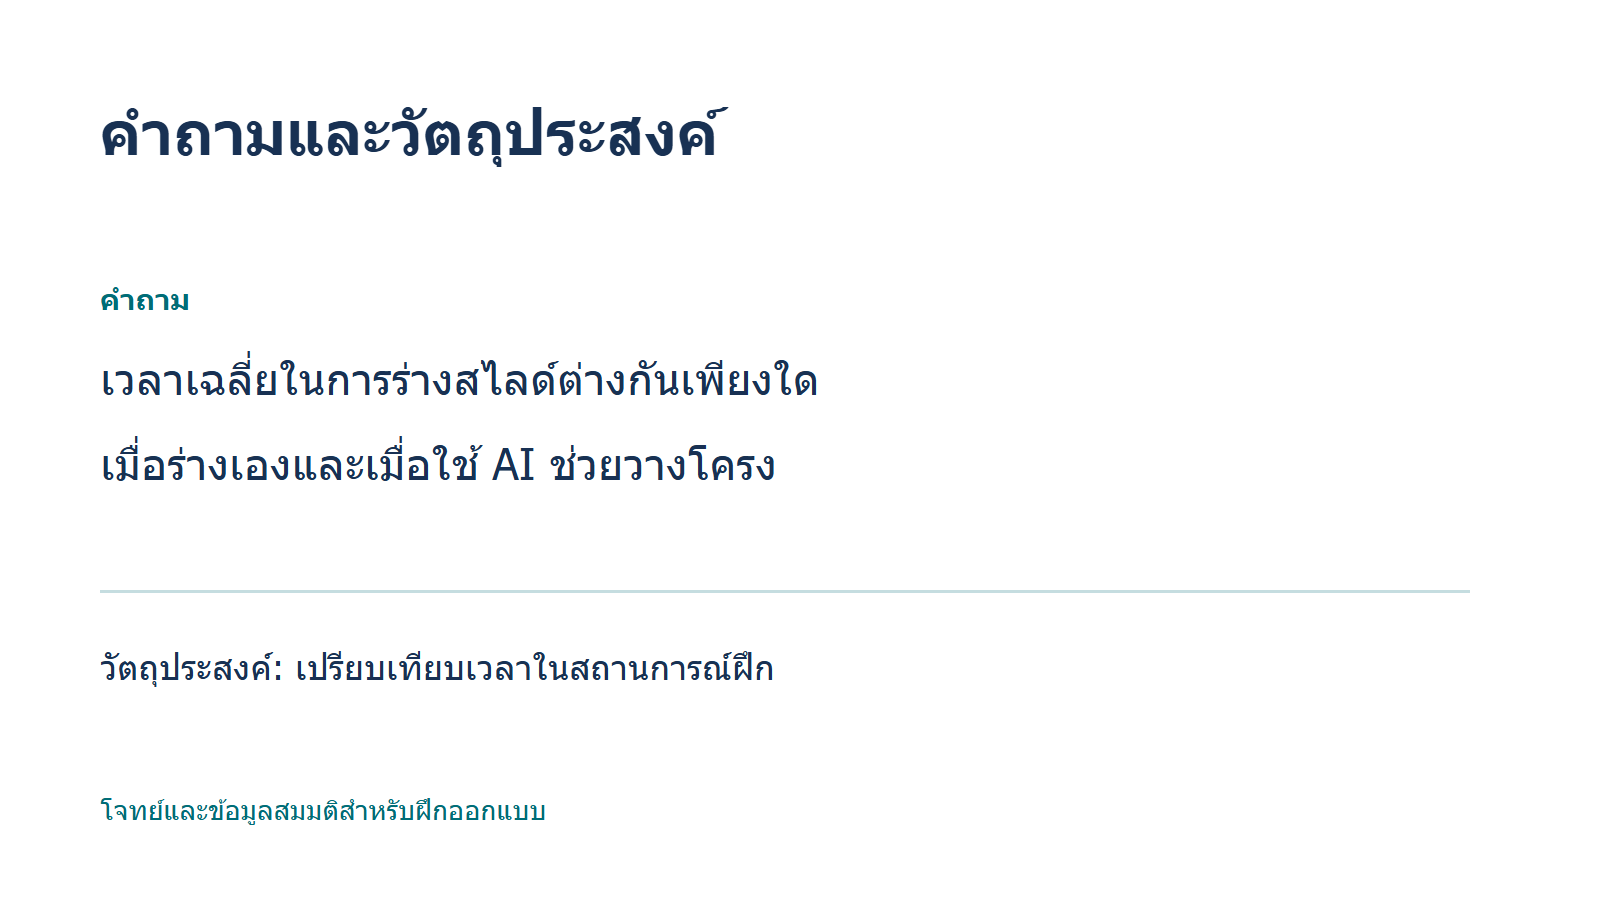 คำถามและวัตถุประสงค์
คำถาม
เวลาเฉลี่ยในการร่างสไลด์ต่างกันเพียงใด
เมื่อร่างเองและเมื่อใช้ AI ช่วยวางโครง
วัตถุประสงค์: เปรียบเทียบเวลาในสถานการณ์ฝึก
โจทย์และข้อมูลสมมติสำหรับฝึกออกแบบ